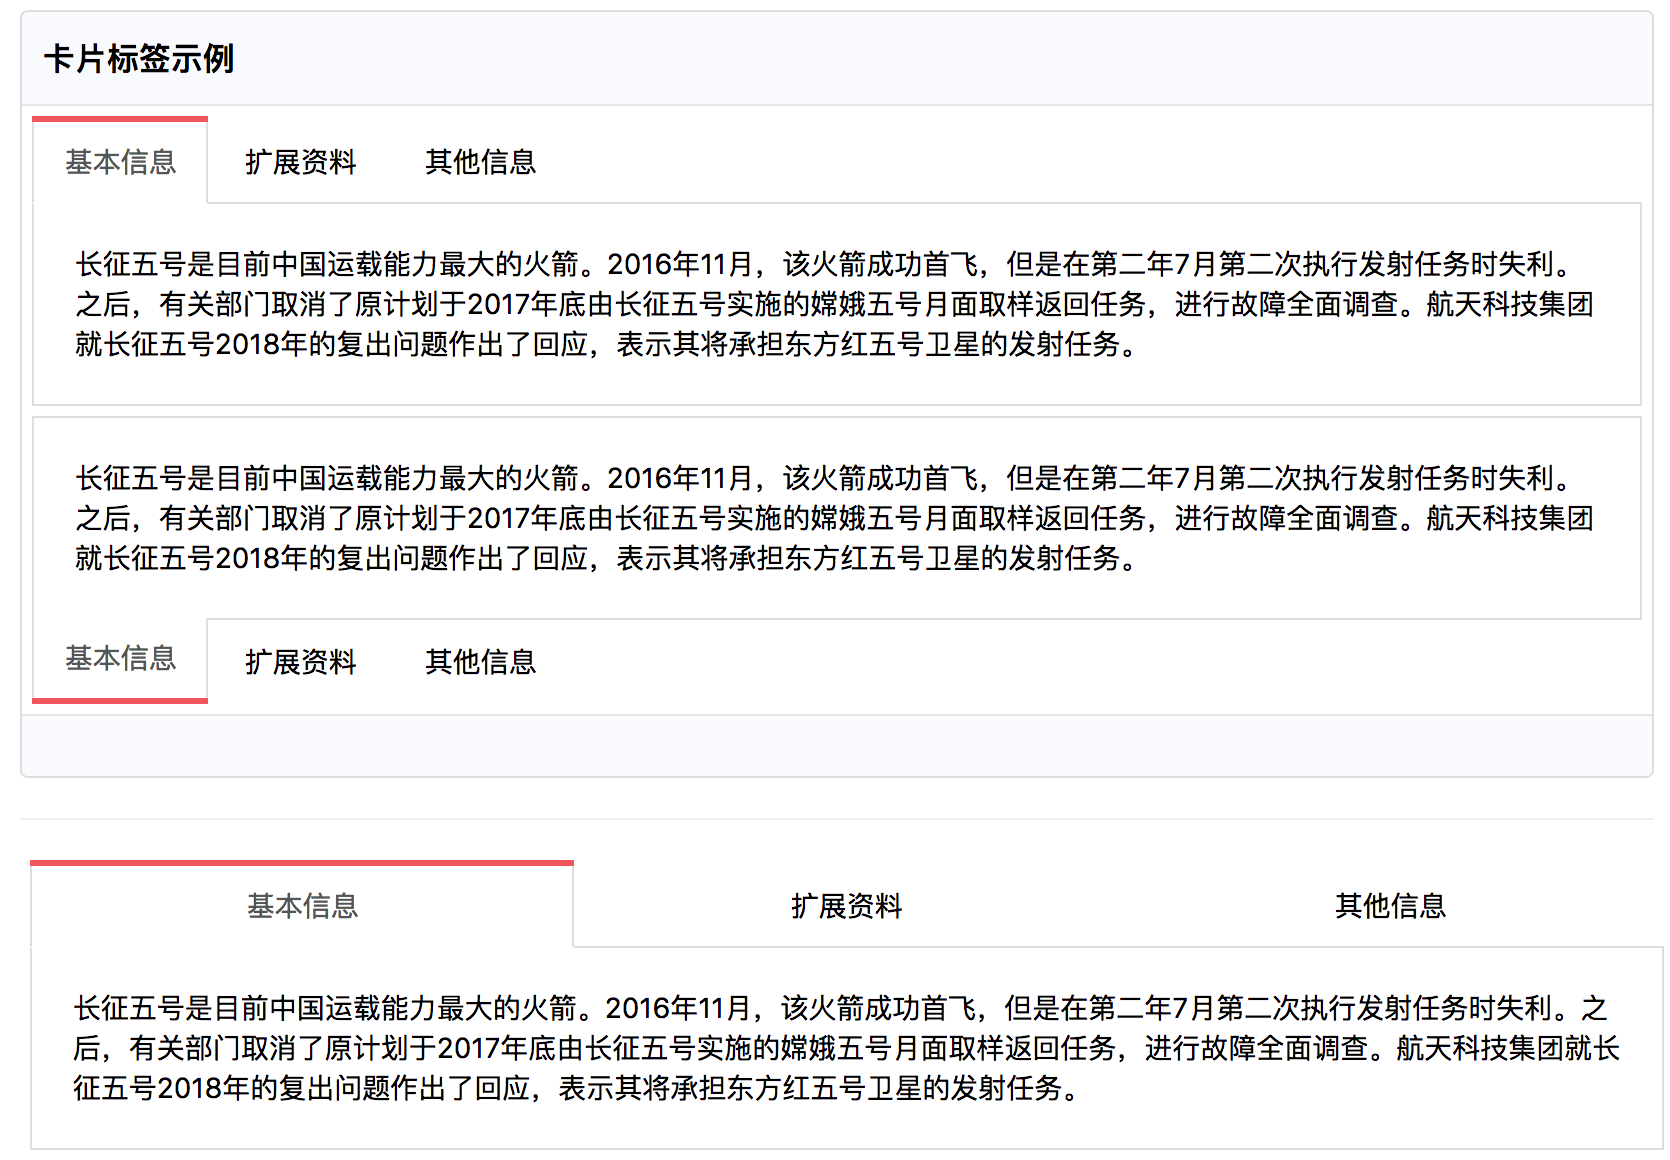 卡片标签示例
基本信息 扩展资料 其他信息
长征五号是目前中国运载能力最大的火箭。2016年11月，该火箭成功首飞，但是在第二年7月第二次执行发射任务时失利。
之后，有关部门取消了原计划于2017年底由长征五号实施的嫦娥五号月面取样返回任务，进行故障全面调查。航天科技集团
就长征五号2018年的复出问题作出了回应，表示其将承担东方红五号卫星的发射任务。
长征五号是目前中国运载能力最大的火箭。2016年11月，该火箭成功首飞，但是在第二年7月第二次执行发射任务时失利。
之后，有关部门取消了原计划于2017年底由长征五号实施的嫦娥五号月面取样返回任务，进行故障全面调查。航天科技集团
就长征五号2018年的复出问题作出了回应，表示其将承担东方红五号卫星的发射任务。
基本信息 扩展资料 其他信息
基本信息 扩展资料 其他信息
长征五号是目前中国运载能力最大的火箭。2016年11月，该火箭成功首飞，但是在第二年7月第二次执行发射任务时失利。之
后，有关部门取消了原计划于2017年底由长征五号实施的嫦娥五号月面取样返回任务，进行故障全面调查。航天科技集团就长
征五号2018年的复出问题作出了回应，表示其将承担东方红五号卫星的发射任务。